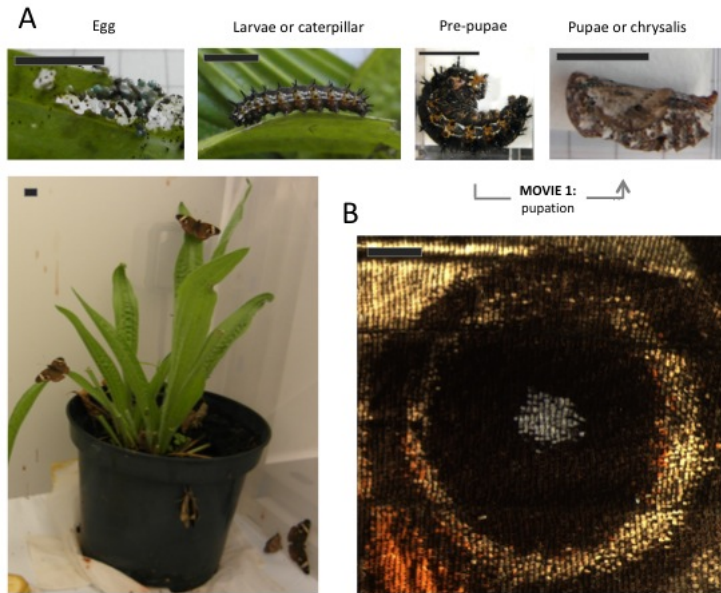 A
Egg
Larvae or caterpillar
Pre-pupae
Pupae or chrysalis
MOVIE 1:
pupation
B